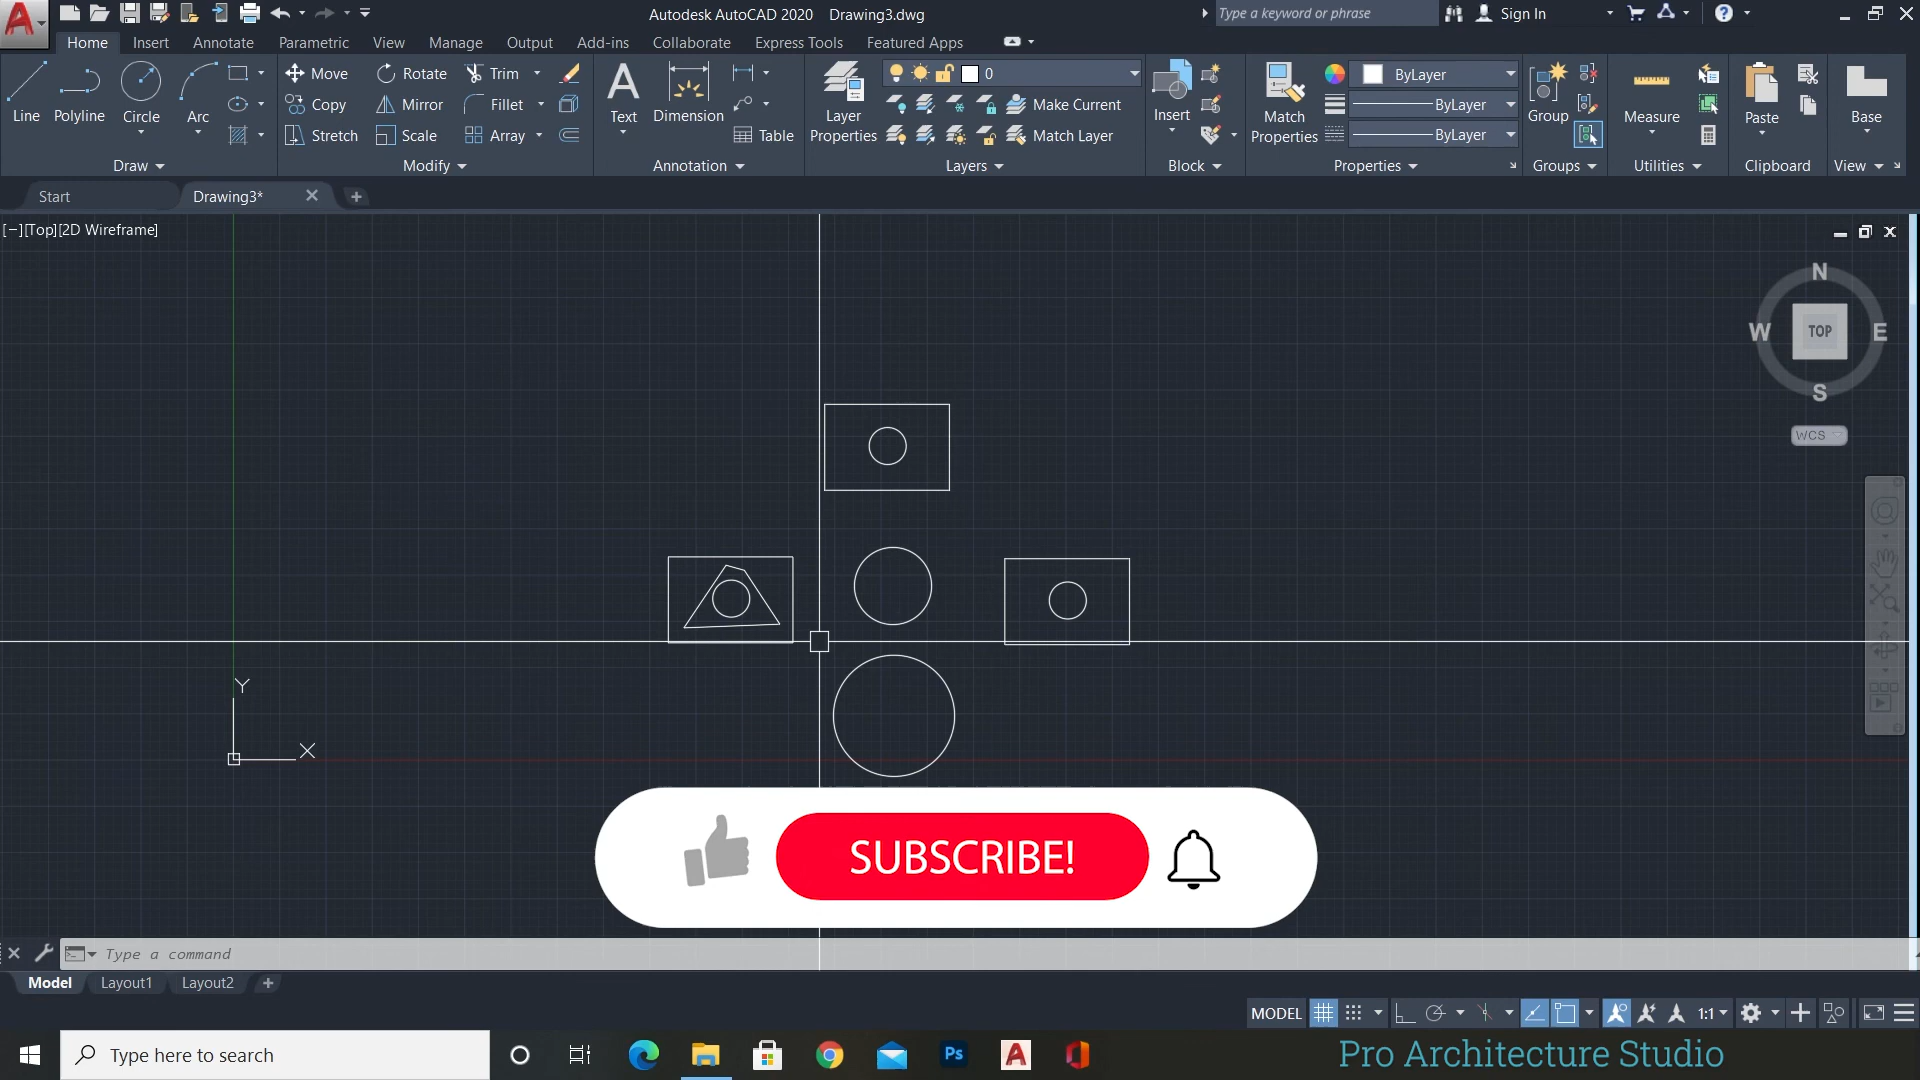 Autodesk AutoCAD 2020 Drawing3.dwg
Type a keyword or phrase
Sign In
Home Insert Annotate Parametric View Manage Output Add-ins Collaborate Express Tools Featured Apps
Line Polyline Circle Arc
Draw
Move Rotate Trim
Copy Mirror Fillet
Stretch Scale Array
Modify
Text Dimension Table
Annotation
Layer Properties
0
Make Current
Match Layer
Layers
Insert
Block
Match Properties
ByLayer
ByLayer
ByLayer
Properties
Group
Groups
Measure
Utilities
Paste
Clipboard
Base
View
Start Drawing3*
[−][Top][2D Wireframe]
N
W TOP E
S
WCS
Y
X
SUBSCRIBE!
Type a command
Model Layout1 Layout2
MODEL 1:1
Type here to search
Ps
Pro Architecture Studio